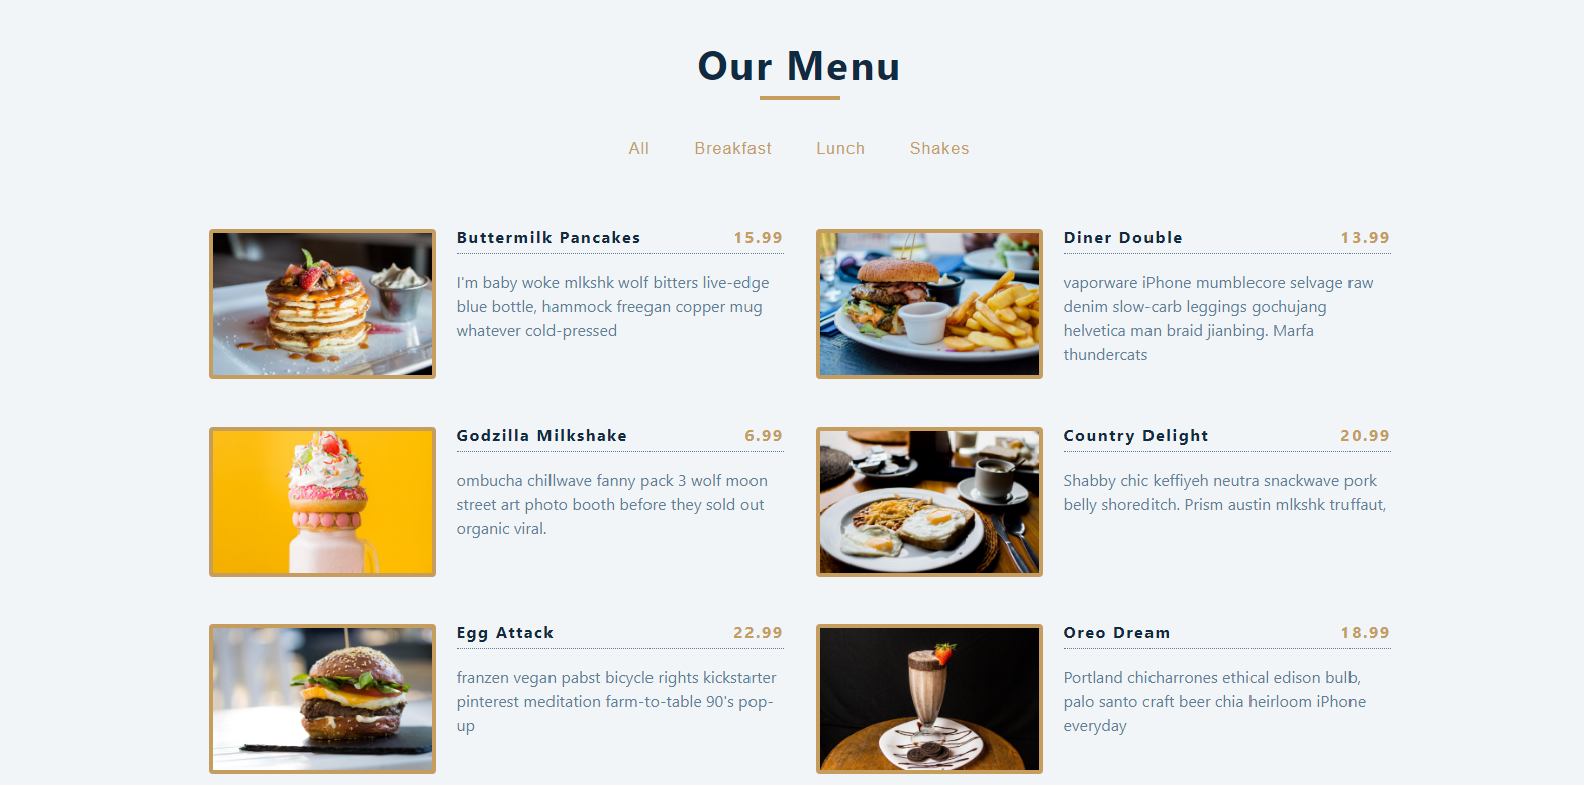 Our Menu
All Breakfast Lunch Shakes
Buttermilk Pancakes 15.99
I'm baby woke mlkshk wolf bitters live-edge
blue bottle, hammock freegan copper mug
whatever cold-pressed
Diner Double 13.99
vaporware iPhone mumblecore selvage raw
denim slow-carb leggings gochujang
helvetica man braid jianbing. Marfa
thundercats
Godzilla Milkshake 6.99
ombucha chillwave fanny pack 3 wolf moon
street art photo booth before they sold out
organic viral.
Country Delight 20.99
Shabby chic keffiyeh neutra snackwave pork
belly shoreditch. Prism austin mlkshk truffaut,
Egg Attack 22.99
franzen vegan pabst bicycle rights kickstarter
pinterest meditation farm-to-table 90's pop-
up
Oreo Dream 18.99
Portland chicharrones ethical edison bulb,
palo santo craft beer chia heirloom iPhone
everyday